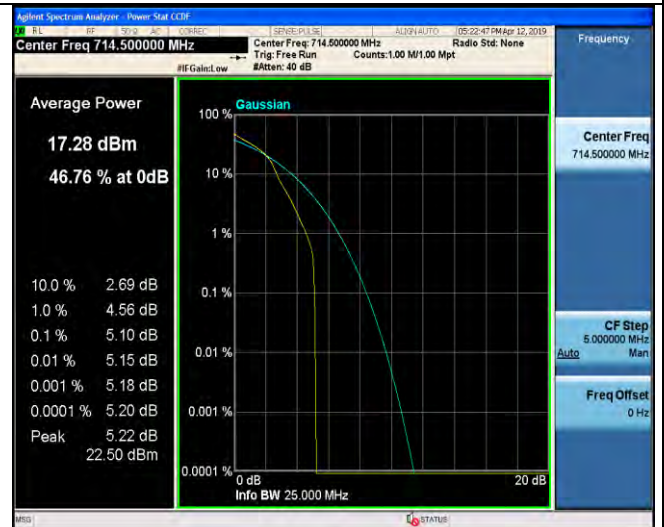 Agilent Spectrum Analyzer - Power Stat CCDF
RL RF 50 Ω AC CORREC SENSE:PULSE ALIGN AUTO 05:22:47 PM Apr 12, 2019
Center Freq 714.500000 MHz
Center Freq: 714.500000 MHz Radio Std: None
Trig: Free Run Counts:1.00 M/1.00 Mpt
#IFGain:Low #Atten: 40 dB
Frequency
Average Power
17.28 dBm
46.76 % at 0dB
10.0 % 2.69 dB
1.0 % 4.56 dB
0.1 % 5.10 dB
0.01 % 5.15 dB
0.001 % 5.18 dB
0.0001 % 5.20 dB
Peak 5.22 dB
22.50 dBm
Gaussian
100 %
10 %
1 %
0.1 %
0.01 %
0.001 %
0.0001 %
0 dB 20 dB
Info BW 25.000 MHz
Center Freq
714.500000 MHz
CF Step
5.000000 MHz
Auto Man
Freq Offset
0 Hz
MSG STATUS